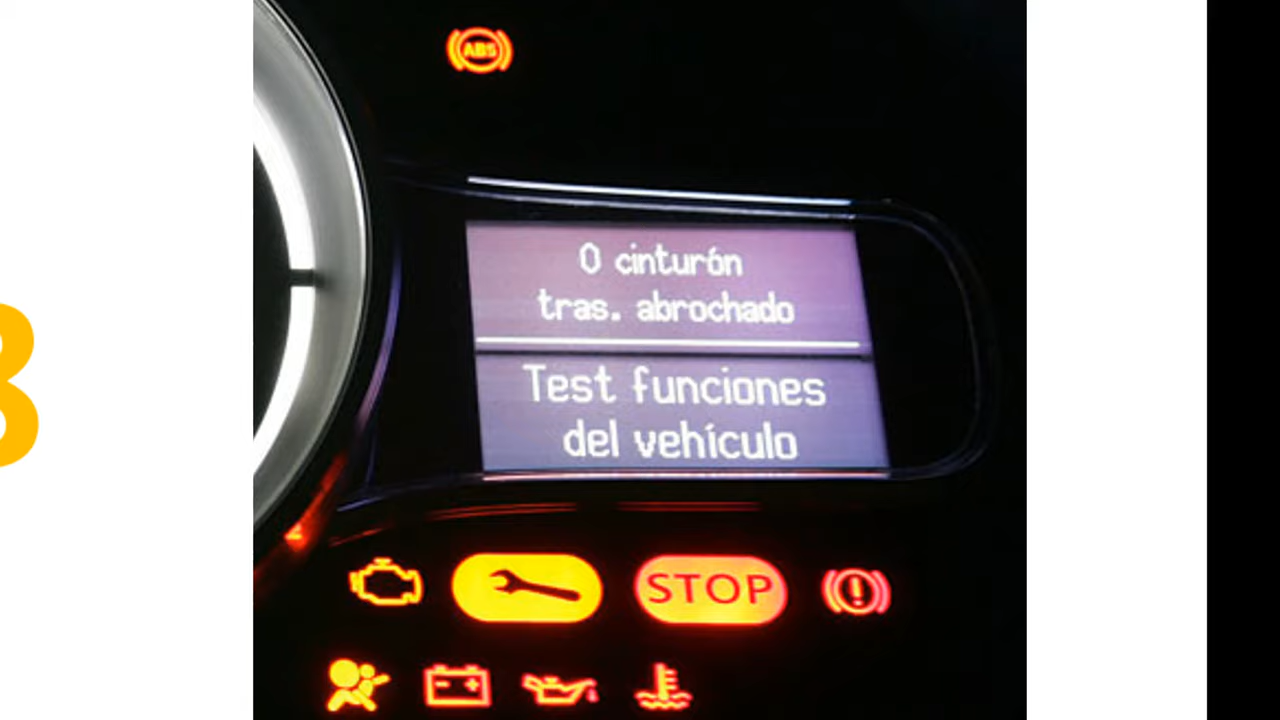 ABS
0 cinturón
tras. abrochado
Test funciones
del vehículo
STOP